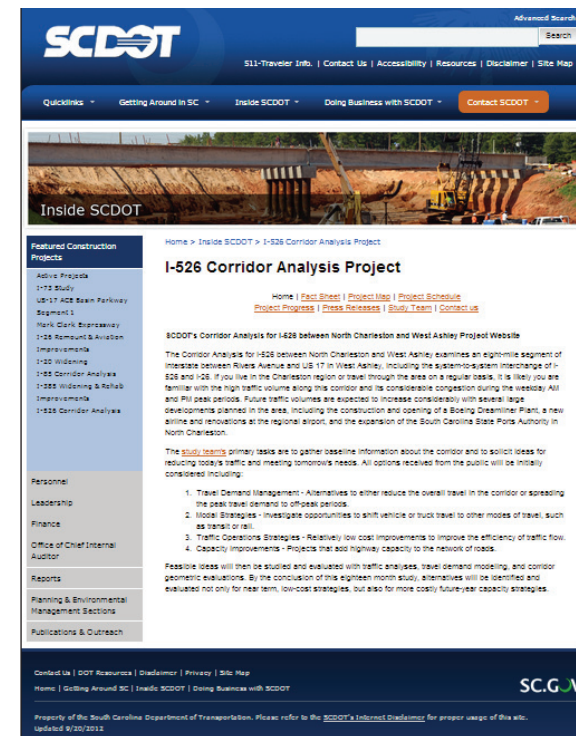 Advanced Search
SCDOT
Search
511-Traveler Info. | Contact Us | Accessibility | Resources | Disclaimer | Site Map
Quicklinks Getting Around in SC Inside SCDOT Doing Business with SCDOT Contact SCDOT
Inside SCDOT
Featured Construction
Projects
Active Projects
I-73 Study
US-17 ACE Basin Parkway
Segment 1
Mark Clark Expressway
I-26 Remount & Aviation
Improvements
I-20 Widening
I-85 Corridor Analysis
I-385 Widening & Rehab
Improvements
I-526 Corridor Analysis
Personnel
Leadership
Finance
Office of Chief Internal
Auditor
Reports
Planning & Environmental
Management Sections
Publications & Outreach
Home > Inside SCDOT > I-526 Corridor Analysis Project
I-526 Corridor Analysis Project
Home | Fact Sheet | Project Map | Project Schedule
Project Progress | Press Releases | Study Team | Contact us
SCDOT's Corridor Analysis for I-526 between North Charleston and West Ashley Project Website
The Corridor Analysis for I-526 between North Charleston and West Ashley examines an eight-mile segment of
interstate between Rivers Avenue and US 17 in West Ashley, including the system-to-system interchange of I-
526 and I-26. If you live in the Charleston region or travel through the area on a regular basis, it is likely you are
familiar with the high traffic volume along this corridor and its considerable congestion during the weekday AM
and PM peak periods. Future traffic volumes are expected to increase considerably with several large
developments planned in the area, including the construction and opening of a Boeing Dreamliner Plant, a new
airline and renovations at the regional airport, and the expansion of the South Carolina State Ports Authority in
North Charleston.
The study team's primary tasks are to gather baseline information about the corridor and to solicit ideas for
reducing today's traffic and meeting tomorrow's needs. All options received from the public will be initially
considered including:
1. Travel Demand Management - Alternatives to either reduce the overall travel in the corridor or spreading
the peak travel demand to off-peak periods.
2. Modal Strategies - Investigate opportunities to shift vehicle or truck travel to other modes of travel, such
as transit or rail.
3. Traffic Operations Strategies - Relatively low cost improvements to improve the efficiency of traffic flow.
4. Capacity Improvements - Projects that add highway capacity to the network of roads.
Feasible ideas will then be studied and evaluated with traffic analyses, travel demand modeling, and corridor
geometric evaluations. By the conclusion of this eighteen month study, alternatives will be identified and
evaluated not only for near term, low-cost strategies, but also for more costly future-year capacity strategies.
Contact Us | DOT Resources | Disclaimer | Privacy | Site Map
Home | Getting Around SC | Inside SCDOT | Doing Business with SCDOT
SC.GOV
Property of the South Carolina Department of Transportation. Please refer to the SCDOT's Internet Disclaimer for proper usage of this site.
Updated 9/20/2012